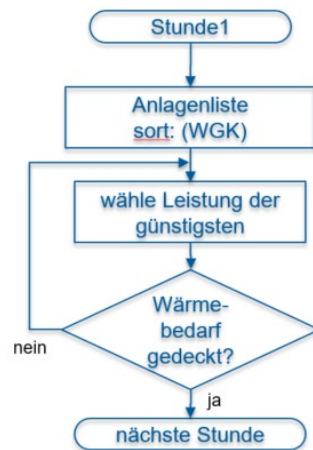 Stunde1
Anlagenliste
sort: (WGK)
wähle Leistung der
günstigsten
Wärme-
bedarf
gedeckt?
nein
ja
nächste Stunde